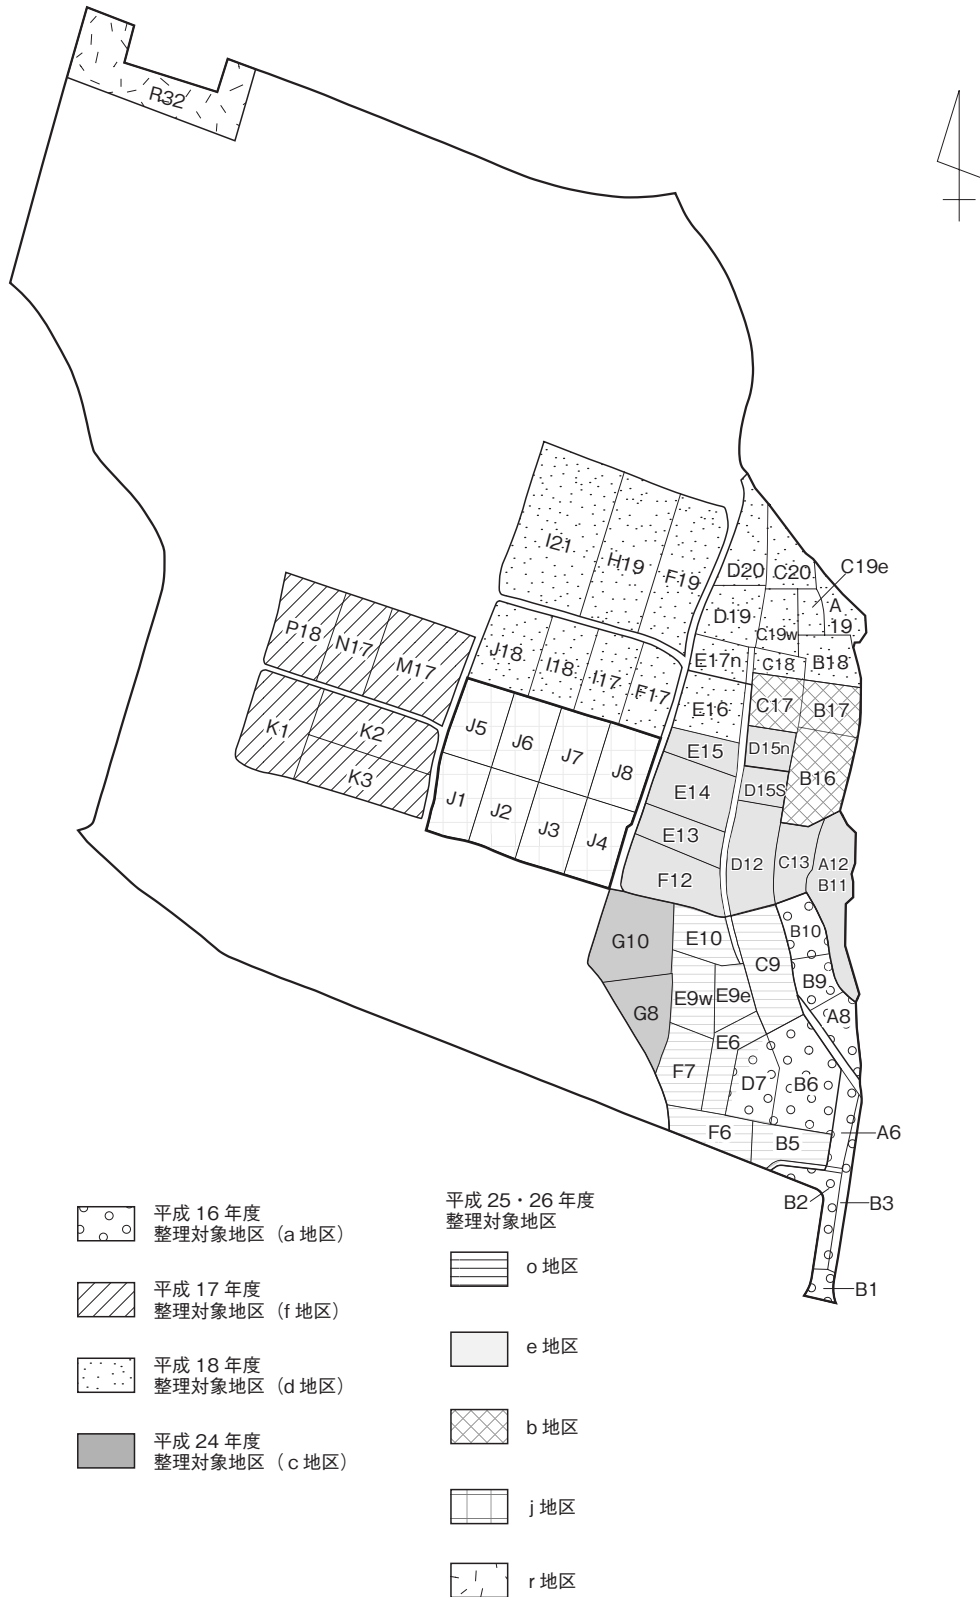 R32
I21
H19
F19
D20
C20
C19e
A
19
D19
C19w
J18
I18
I17
F17
E17n
C18
B18
P18
N17
M17
E16
C17
B17
K1
K2
K3
J5
J6
J7
J8
E15
D15n
D15S
B16
J1
J2
J3
J4
E14
E13
F12
D12
C13
A12
B11
G10
E10
C9
B10
B9
G8
E9w
E9e
A8
E6
F7
D7
B6
F6
B5
A6
B2
B3
B1
平成 16 年度
整理対象地区（a 地区）
平成 17 年度
整理対象地区（f 地区）
平成 18 年度
整理対象地区（d 地区）
平成 24 年度
整理対象地区（c 地区）
平成 25・26 年度
整理対象地区
o 地区
e 地区
b 地区
j 地区
r 地区